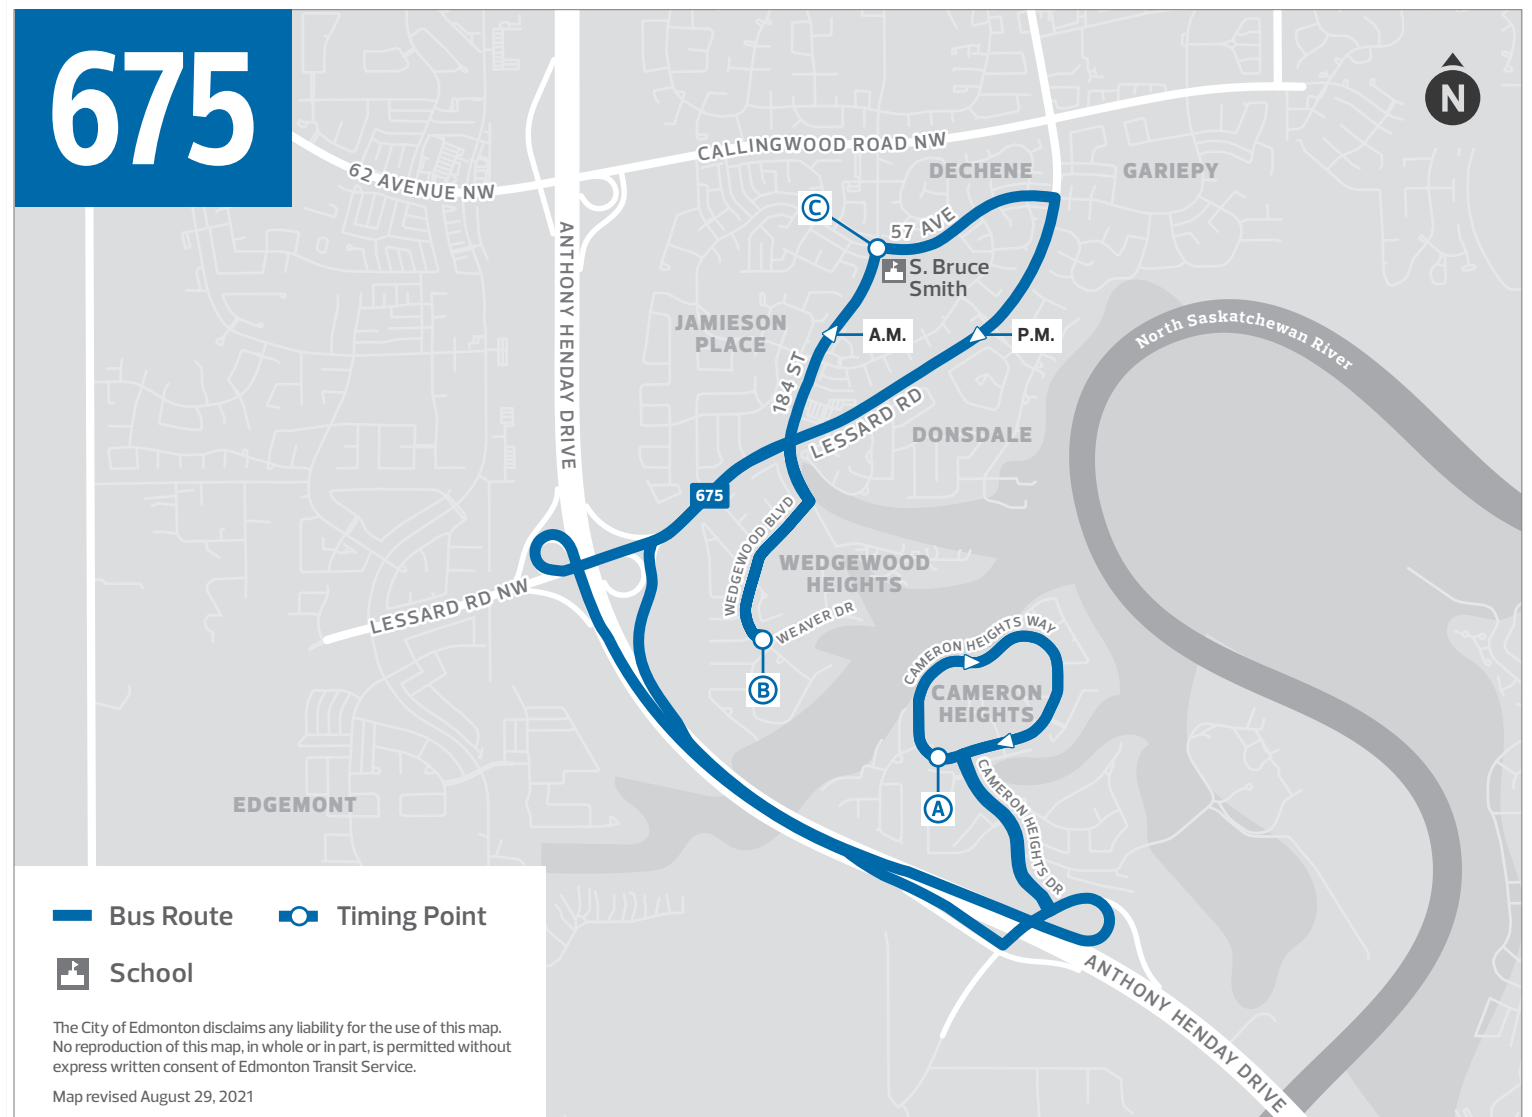 675
N
62 AVENUE NW
CALLINGWOOD ROAD NW
DECHENE
GARIEPY
C
57 AVE
S. Bruce
Smith
ANTHONY HENDAY DRIVE
JAMIESON
PLACE
A.M.
P.M.
North Saskatchewan River
184 ST
LESSARD RD
DONSDALE
675
WEDGEWOOD BLVD
WEDGEWOOD
HEIGHTS
LESSARD RD NW
WEAVER DR
B
CAMERON HEIGHTS WAY
CAMERON
HEIGHTS
A
CAMERON HEIGHTS DR
EDGEMONT
ANTHONY HENDAY DRIVE
Bus Route
Timing Point
School
The City of Edmonton disclaims any liability for the use of this map.
No reproduction of this map, in whole or in part, is permitted without
express written consent of Edmonton Transit Service.
Map revised August 29, 2021